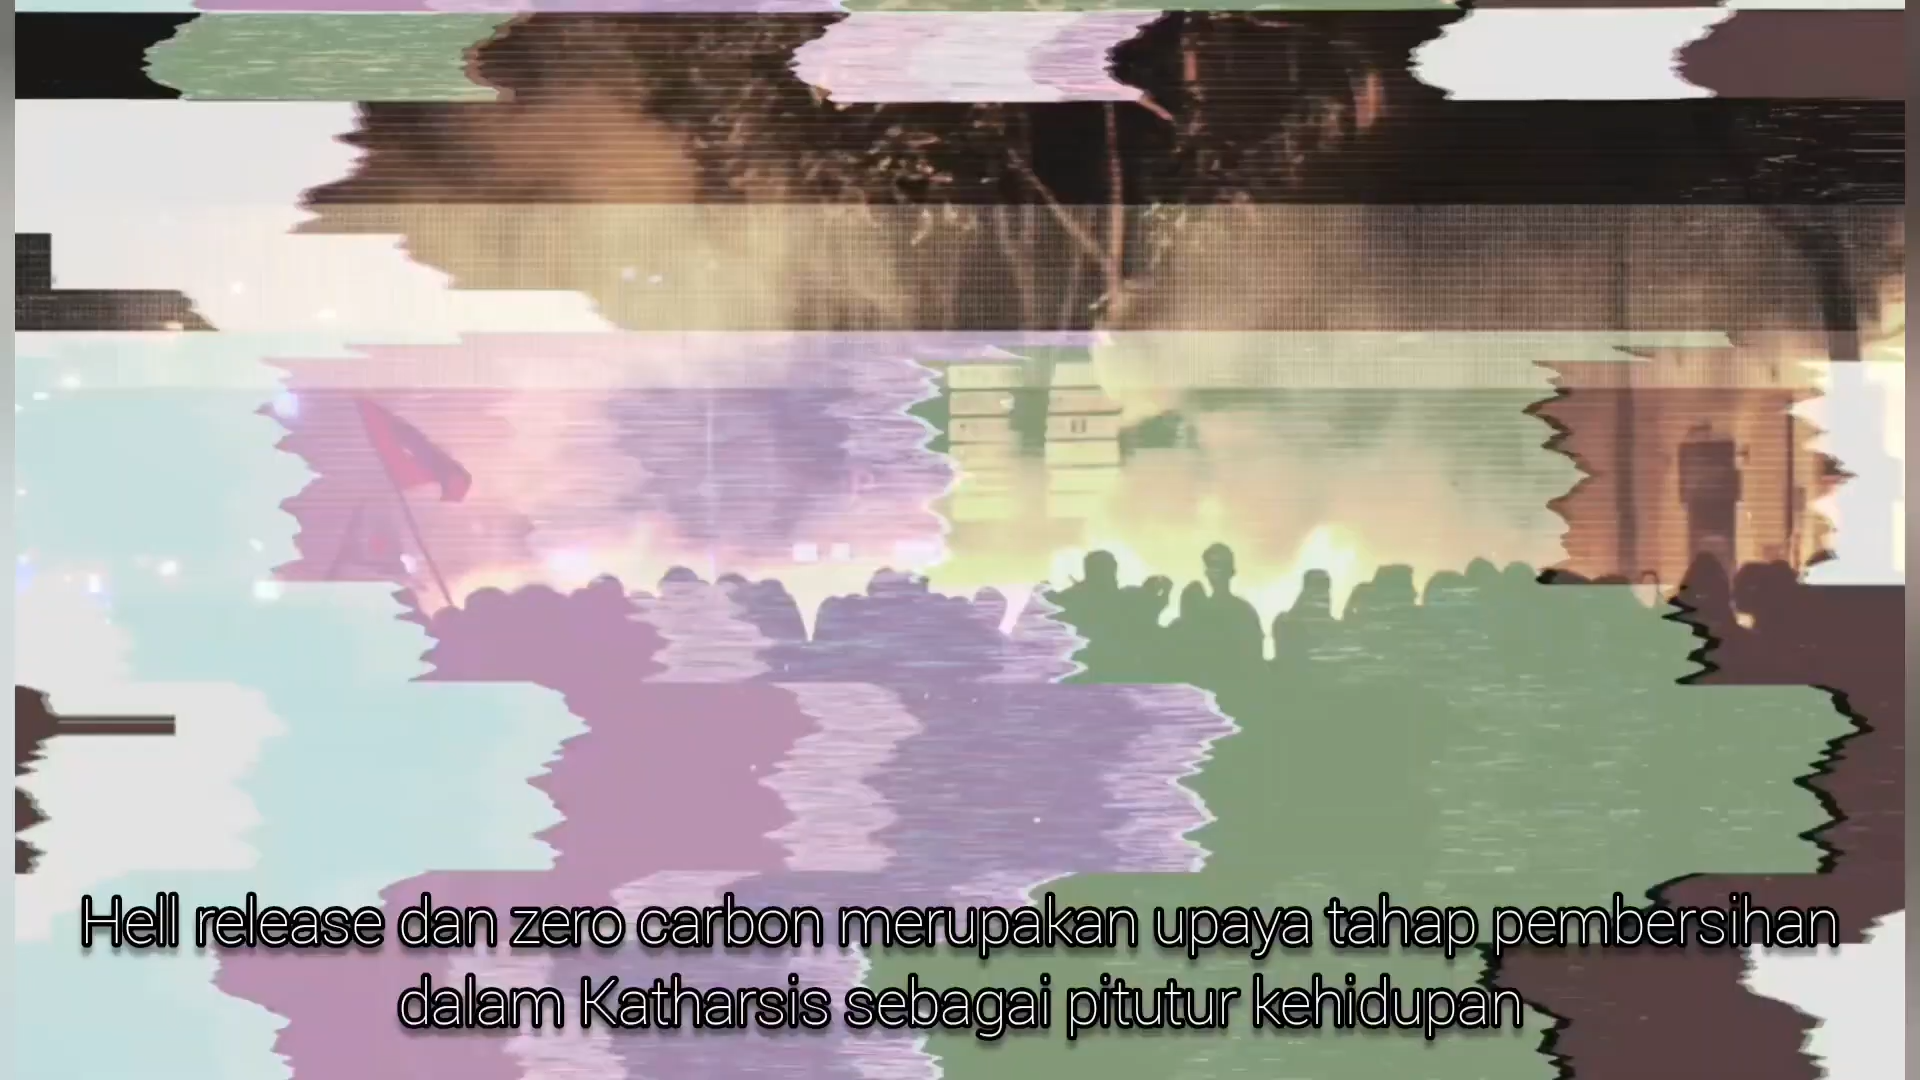 Hell release dan zero carbon merupakan upaya tahap pembersihan
dalam Katharsis sebagai pitutur kehidupan